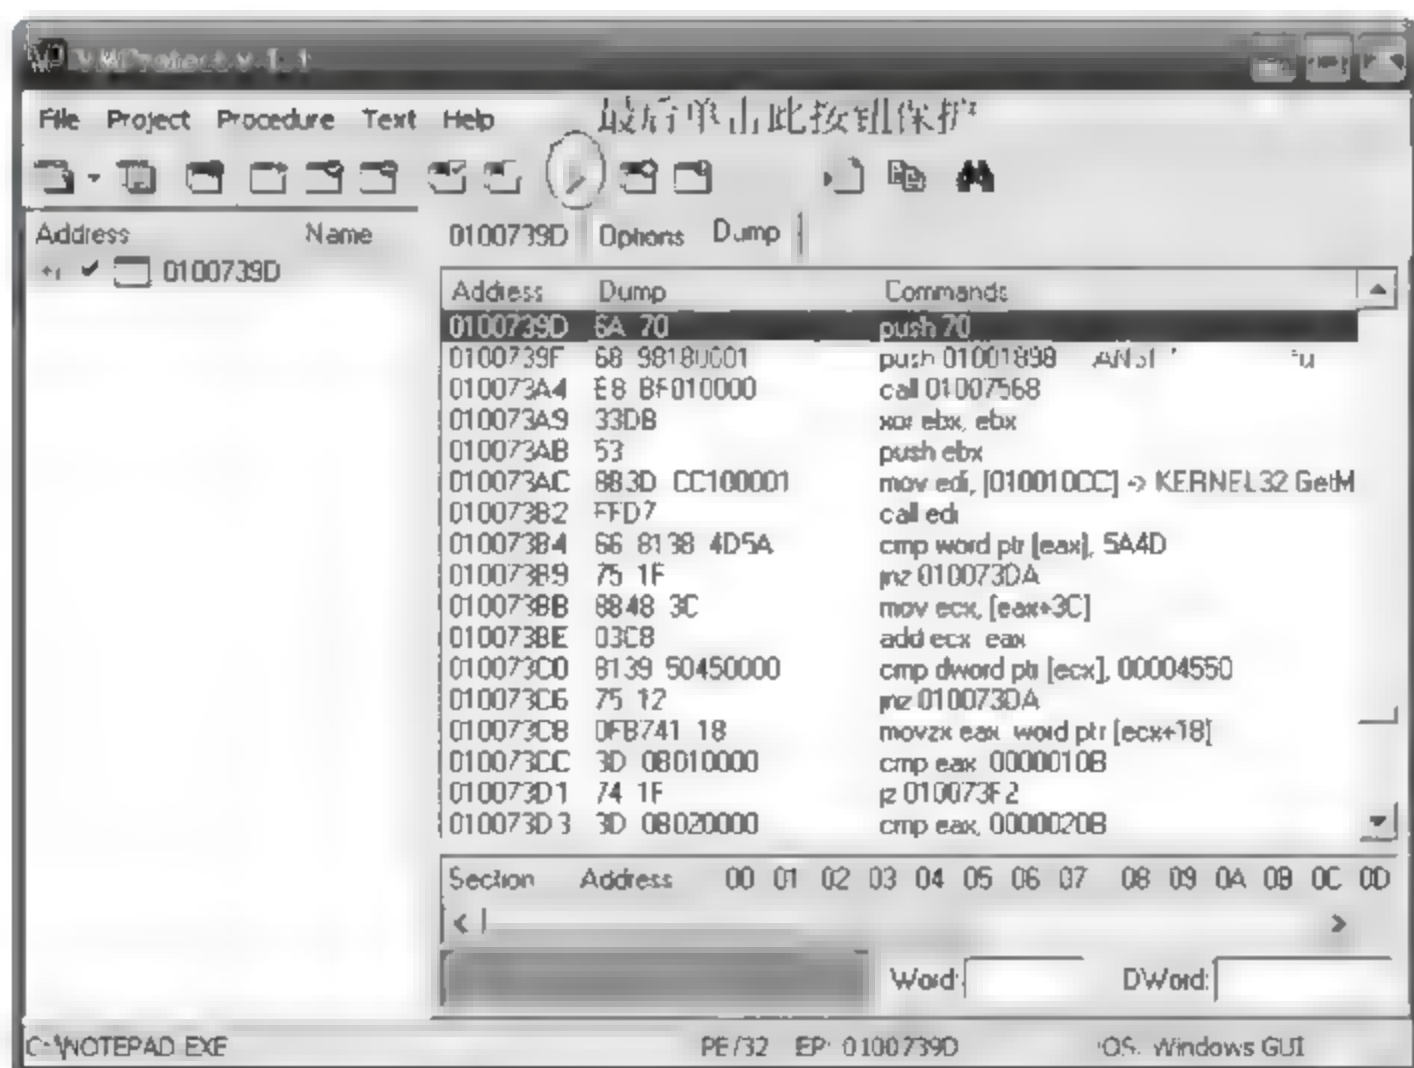 VMProtect v 1.1
File Project Procedure Text Help
最后单击此按钮保护
Address Name
0100739D
0100739D Options Dump
Address Dump Commands
0100739D 6A 70 push 70
0100739F 68 98180001 push 01001898
010073A4 E8 BF010000 call 01007568
010073A9 33DB xor ebx, ebx
010073AB 53 push ebx
010073AC 8B3D CC100001 mov edi, [010010CC] -> KERNEL32 GetM
010073B2 FFD7 call edi
010073B4 66 8138 4D5A cmp word ptr [eax], 5A4D
010073B9 75 1F jnz 010073DA
010073BB 8B48 3C mov ecx, [eax+3C]
010073BE 03C8 add ecx, eax
010073C0 8139 50450000 cmp dword ptr [ecx], 00004550
010073C6 75 12 jnz 010073DA
010073C8 0FB741 18 movzx eax, word ptr [ecx+18]
010073CC 3D 0B010000 cmp eax, 0000010B
010073D1 74 1F jz 010073F2
010073D3 3D 0B020000 cmp eax, 0000020B
Section Address 00 01 02 03 04 05 06 07 08 09 0A 0B 0C 0D
Word: DWord:
C:\NOTEPAD.EXE PE/32 EP: 0100739D OS: Windows GUI